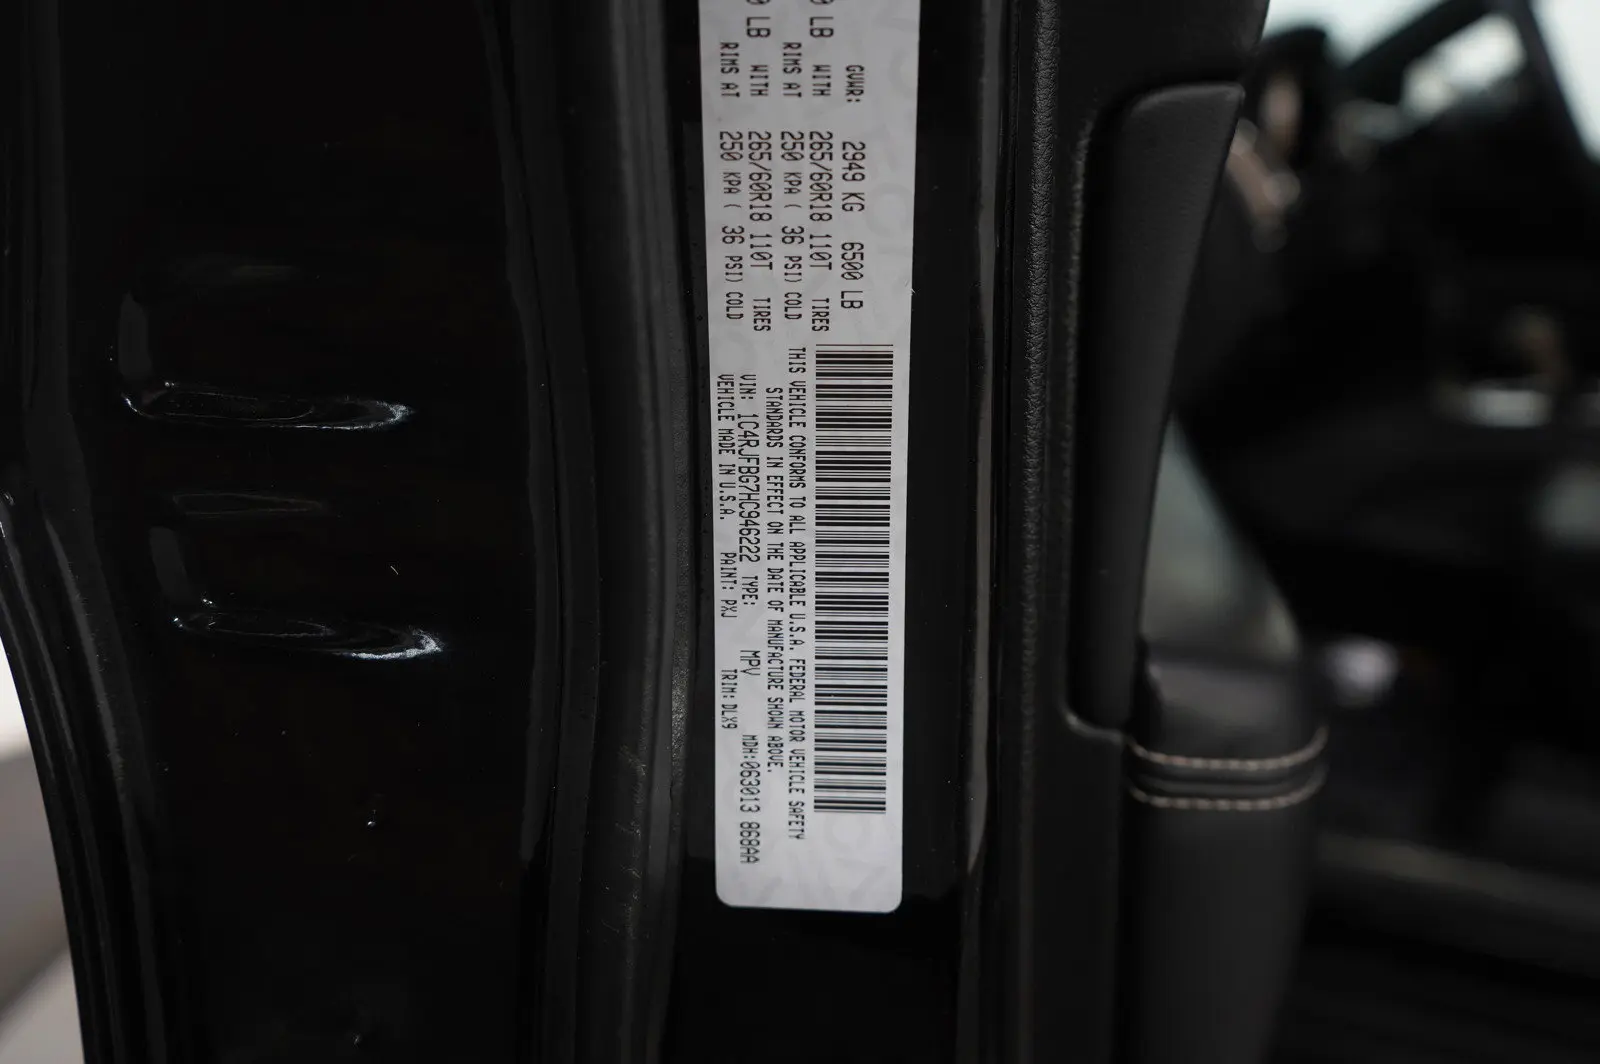 GVWR: 2949 KG 6500 LB
LB WITH 265/60R18 110T TIRES
RIMS AT 250 KPA ( 36 PSI) COLD
LB WITH 265/60R18 110T TIRES
RIMS AT 250 KPA ( 36 PSI) COLD
THIS VEHICLE CONFORMS TO ALL APPLICABLE U.S.A. FEDERAL MOTOR VEHICLE SAFETY
STANDARDS IN EFFECT ON THE DATE OF MANUFACTURE SHOWN ABOVE.
VIN: 1C4RJFBG7HC946222 TYPE: MPV MDH:063013 868AA
VEHICLE MADE IN U.S.A. PAINT: PXJ TRIM: DLX9